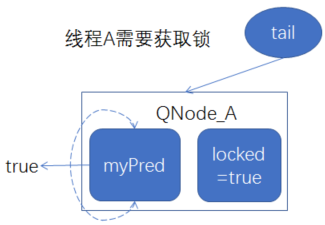 线程A需要获取锁
tail
QNode_A
true
myPred
locked
=true